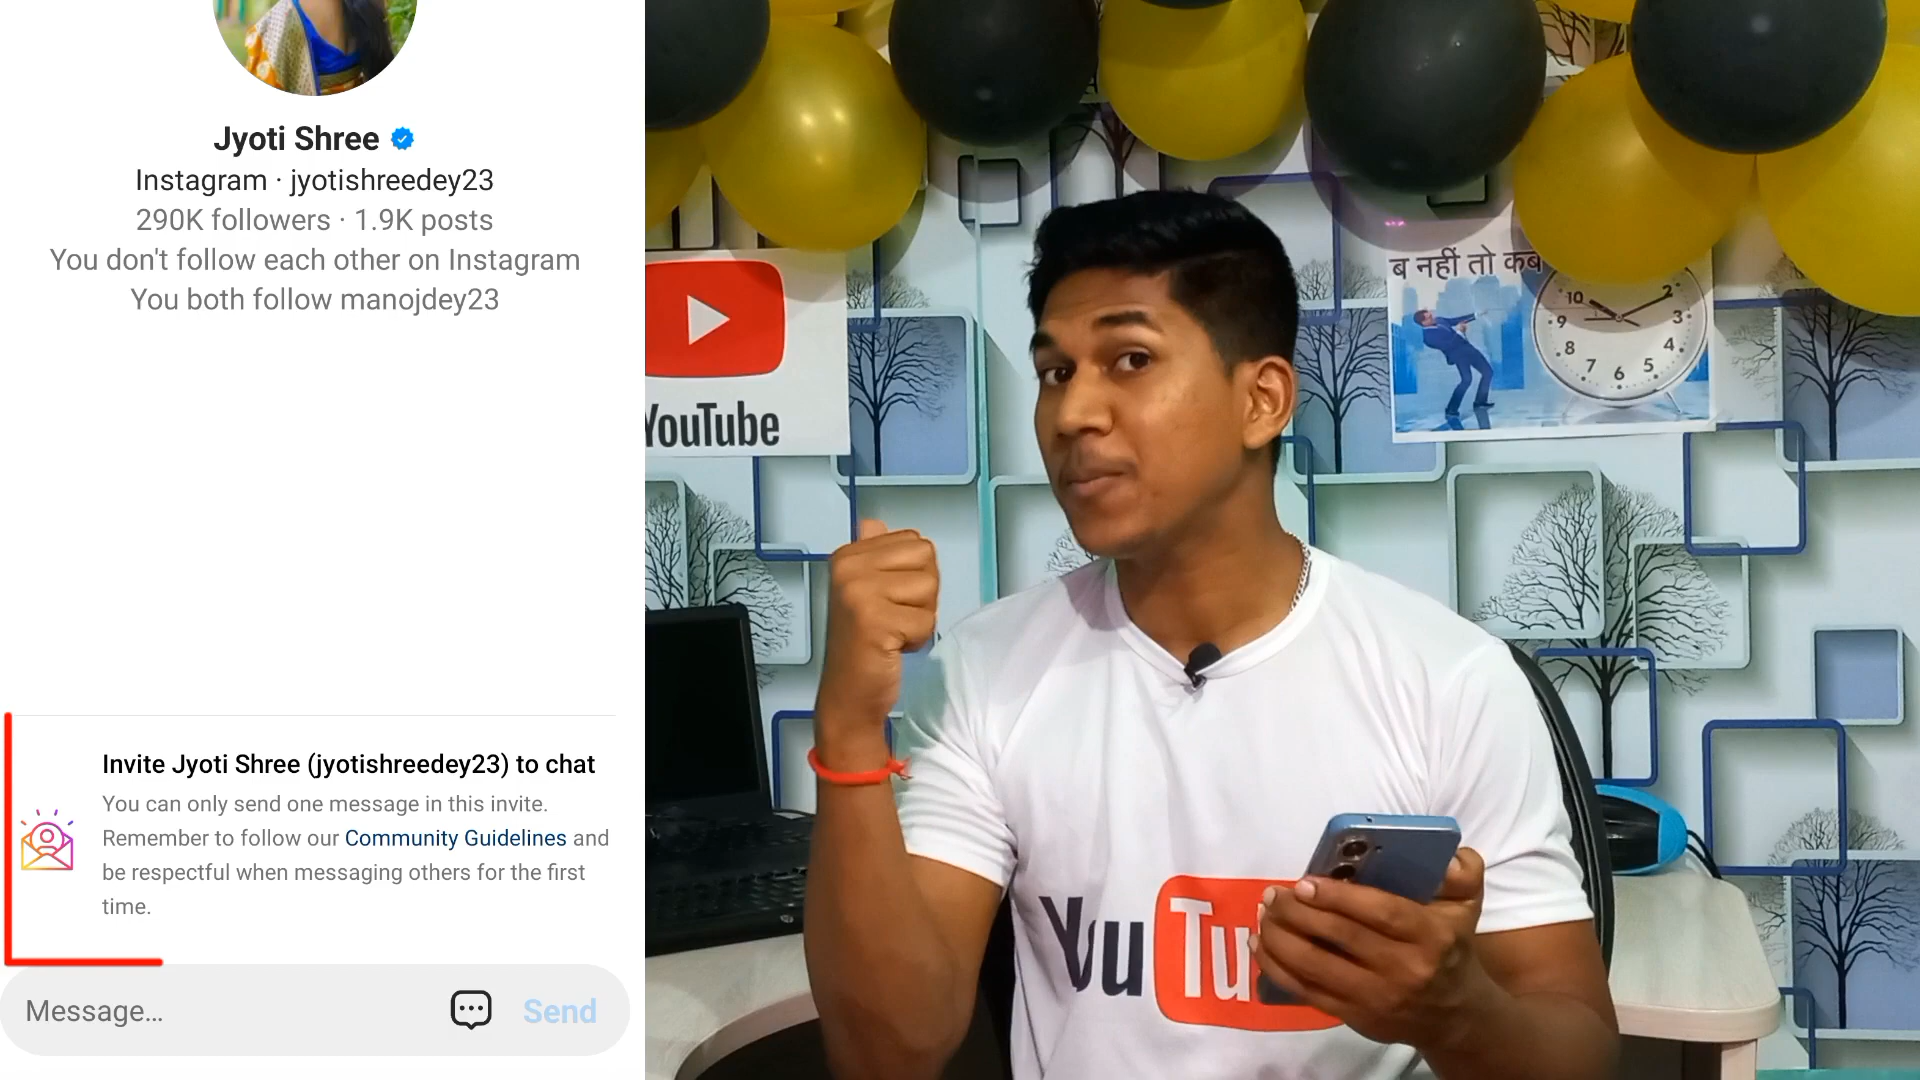 Jyoti Shree
Instagram · jyotishreedey23
290K followers · 1.9K posts
You don't follow each other on Instagram
You both follow manojdey23
Invite Jyoti Shree (jyotishreedey23) to chat
You can only send one message in this invite.
Remember to follow our Community Guidelines and
be respectful when messaging others for the first
time.
Message...
Send
YouTube
ब नहीं तो कब
10
2
9
3
8
4
7
6
5
You Tu